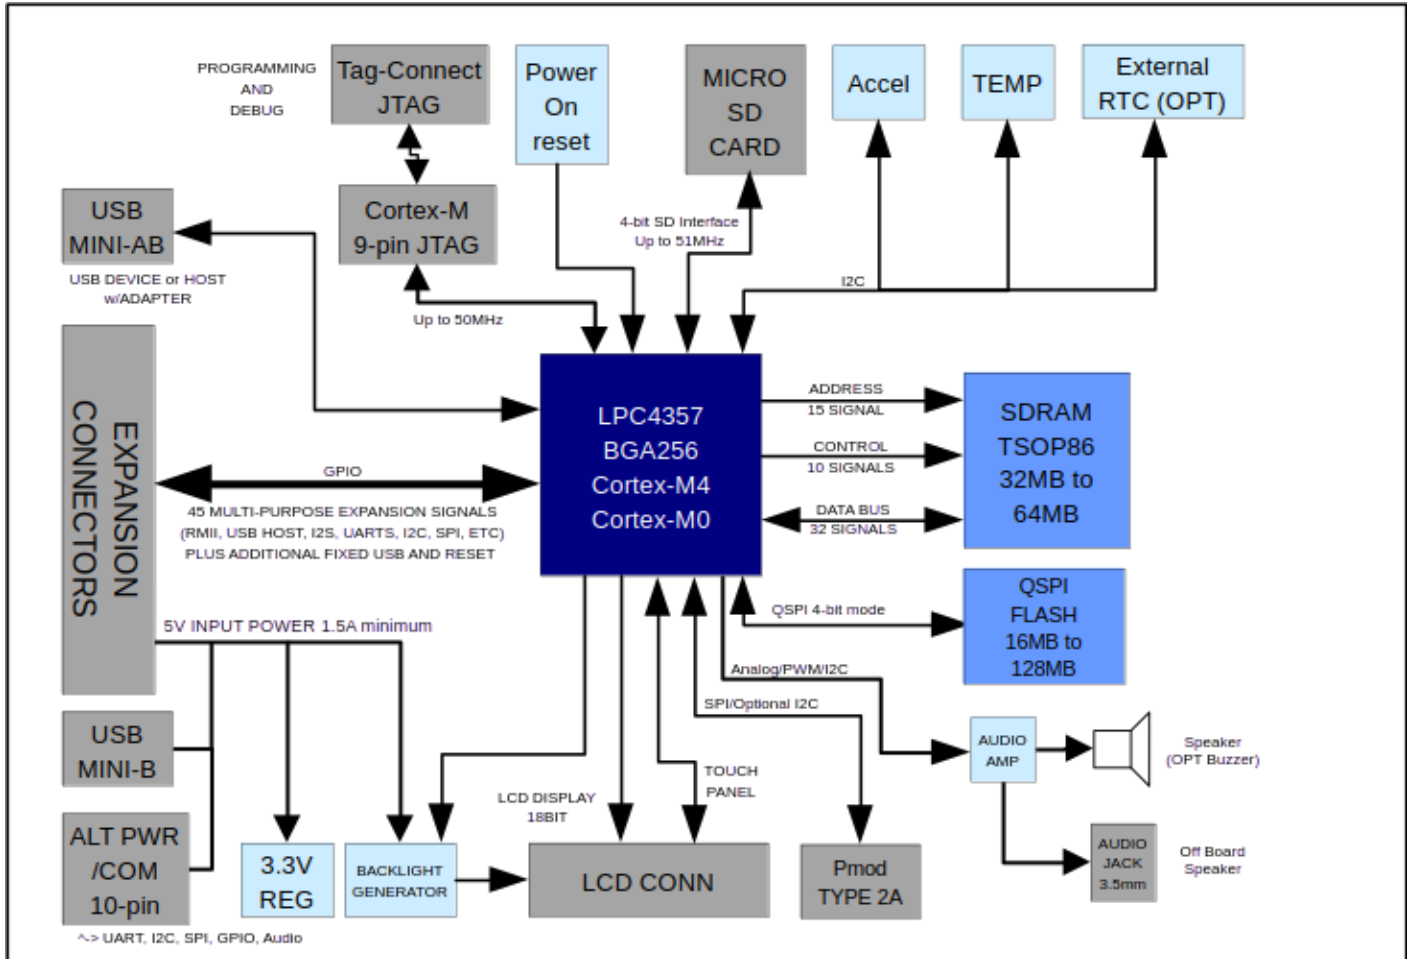 PROGRAMMING
AND
DEBUG
Tag-Connect
JTAG
Power
On
reset
MICRO
SD
CARD
Accel
TEMP
External
RTC (OPT)
USB
MINI-AB
USB DEVICE or HOST
w/ADAPTER
Cortex-M
9-pin JTAG
Up to 50MHz
4-bit SD Interface
Up to 51MHz
I2C
EXPANSION
CONNECTORS
GPIO
45 MULTI-PURPOSE EXPANSION SIGNALS
(RMII, USB HOST, I2S, UARTS, I2C, SPI, ETC)
PLUS ADDITIONAL FIXED USB AND RESET
LPC4357
BGA256
Cortex-M4
Cortex-M0
ADDRESS
15 SIGNAL
CONTROL
10 SIGNALS
DATA BUS
32 SIGNALS
SDRAM
TSOP86
32MB to
64MB
QSPI 4-bit mode
QSPI
FLASH
16MB to
128MB
5V INPUT POWER 1.5A minimum
Analog/PWM/I2C
SPI/Optional I2C
USB
MINI-B
TOUCH
PANEL
LCD DISPLAY
18BIT
AUDIO
AMP
Speaker
(OPT Buzzer)
ALT PWR
/COM
10-pin
3.3V
REG
BACKLIGHT
GENERATOR
LCD CONN
Pmod
TYPE 2A
AUDIO
JACK
3.5mm
Off Board
Speaker
^-> UART, I2C, SPI, GPIO, Audio